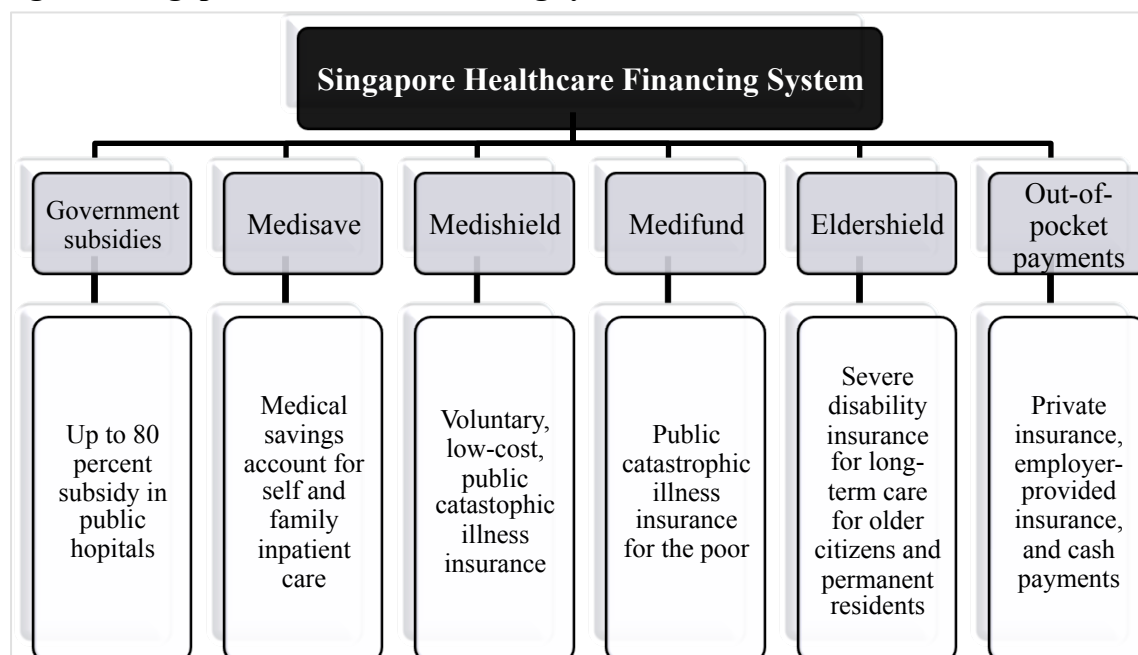 Singapore Healthcare Financing System
Government
subsidies
Medisave
Medishield
Medifund
Eldershield
Out-of-
pocket
payments
Up to 80
percent
subsidy in
public
hopitals
Medical
savings
account for
self and
family
inpatient
care
Voluntary,
low-cost,
public
catastophic
illness
insurance
Public
catastrophic
illness
insurance
for the poor
Severe
disability
insurance
for long-
term care
for older
citizens and
permanent
residents
Private
insurance,
employer-
provided
insurance,
and cash
payments